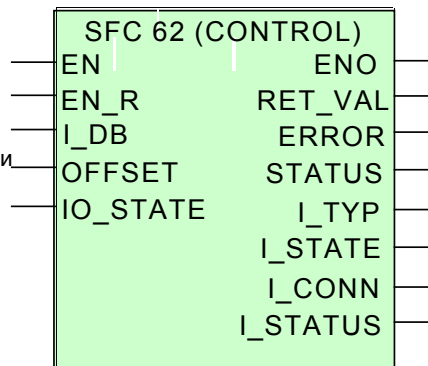 SFC 62 (CONTROL)
EN ENO
EN_R RET_VAL
I_DB ERROR
и
OFFSET STATUS
IO_STATE I_TYP
I_STATE
I_CONN
I_STATUS